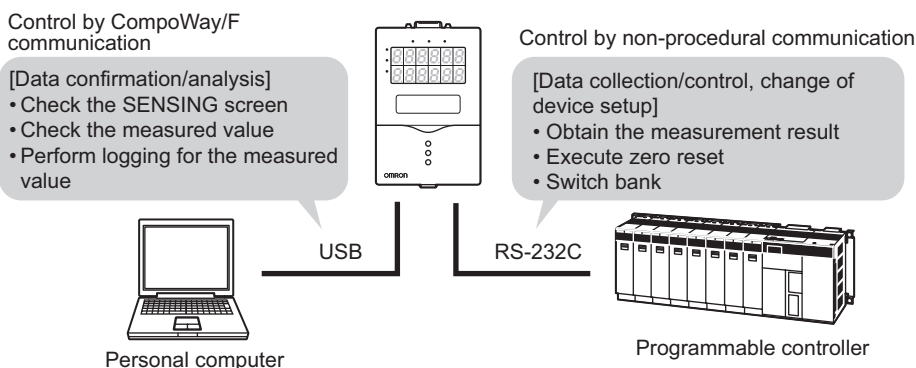 Control by CompoWay/F
communication
[Data confirmation/analysis]
• Check the SENSING screen
• Check the measured value
• Perform logging for the measured
value
OMRON
Control by non-procedural communication
[Data collection/control, change of
device setup]
• Obtain the measurement result
• Execute zero reset
• Switch bank
USB
RS-232C
Personal computer
Programmable controller